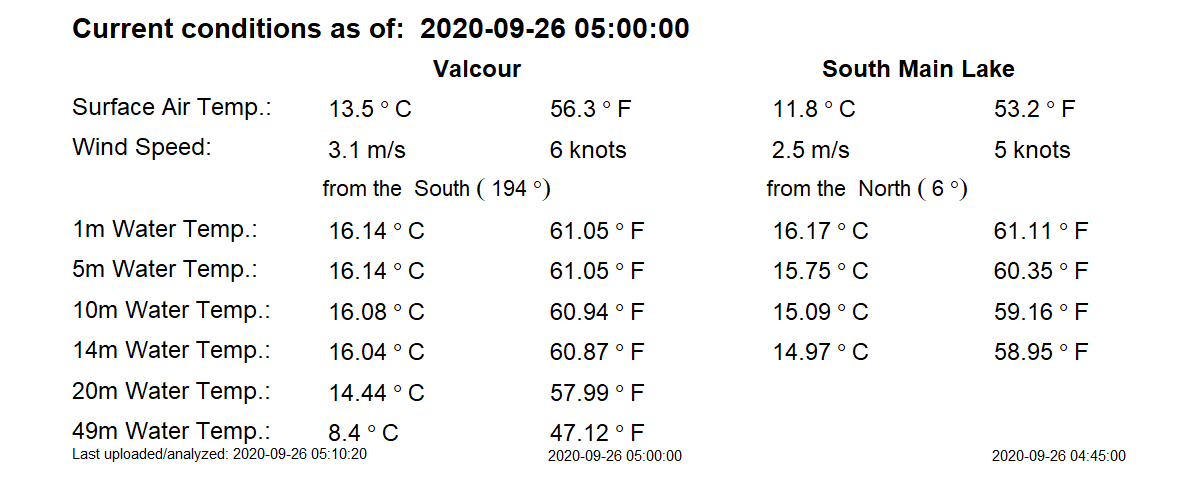 Current conditions as of: 2020-09-26 05:00:00
Valcour South Main Lake
Surface Air Temp.: 13.5 ° C 56.3 ° F 11.8 ° C 53.2 ° F
Wind Speed: 3.1 m/s 6 knots 2.5 m/s 5 knots
from the South ( 194 °) from the North ( 6 °)
1m Water Temp.: 16.14 ° C 61.05 ° F 16.17 ° C 61.11 ° F
5m Water Temp.: 16.14 ° C 61.05 ° F 15.75 ° C 60.35 ° F
10m Water Temp.: 16.08 ° C 60.94 ° F 15.09 ° C 59.16 ° F
14m Water Temp.: 16.04 ° C 60.87 ° F 14.97 ° C 58.95 ° F
20m Water Temp.: 14.44 ° C 57.99 ° F
49m Water Temp.: 8.4 ° C 47.12 ° F
Last uploaded/analyzed: 2020-09-26 05:10:20 2020-09-26 05:00:00 2020-09-26 04:45:00